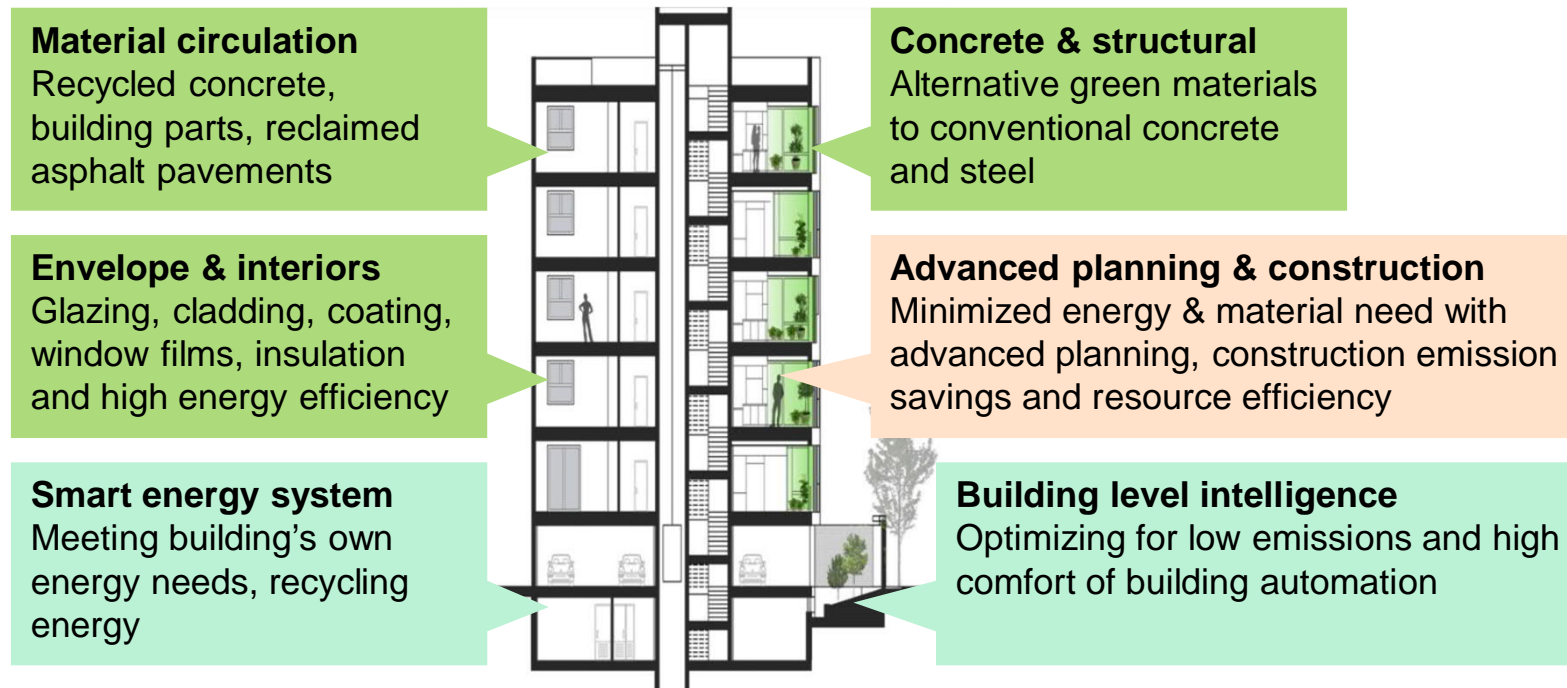 Material circulation
Recycled concrete,
building parts, reclaimed
asphalt pavements
Concrete & structural
Alternative green materials
to conventional concrete
and steel
Envelope & interiors
Glazing, cladding, coating,
window films, insulation
and high energy efficiency
Advanced planning & construction
Minimized energy & material need with
advanced planning, construction emission
savings and resource efficiency
Smart energy system
Meeting building’s own
energy needs, recycling
energy
Building level intelligence
Optimizing for low emissions and high
comfort of building automation